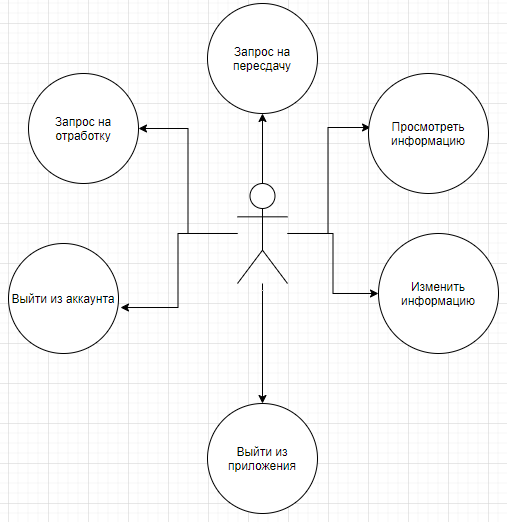 Запрос на
пересдачу
Запрос на
отработку
Просмотреть
информацию
Выйти из аккаунта
Изменить
информацию
Выйти из
приложения